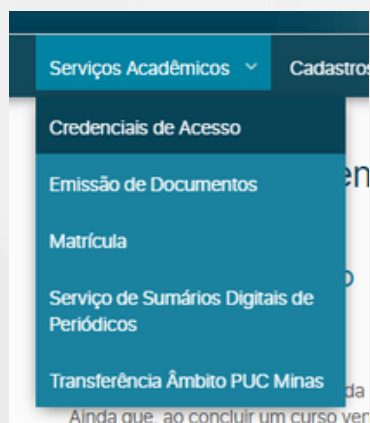 Serviços Acadêmicos
Cadastros
Credenciais de Acesso
Emissão de Documentos
Matrícula
Serviço de Sumários Digitais de
Periódicos
Transferência Âmbito PUC Minas
da
Ainda que, ao concluir um curso